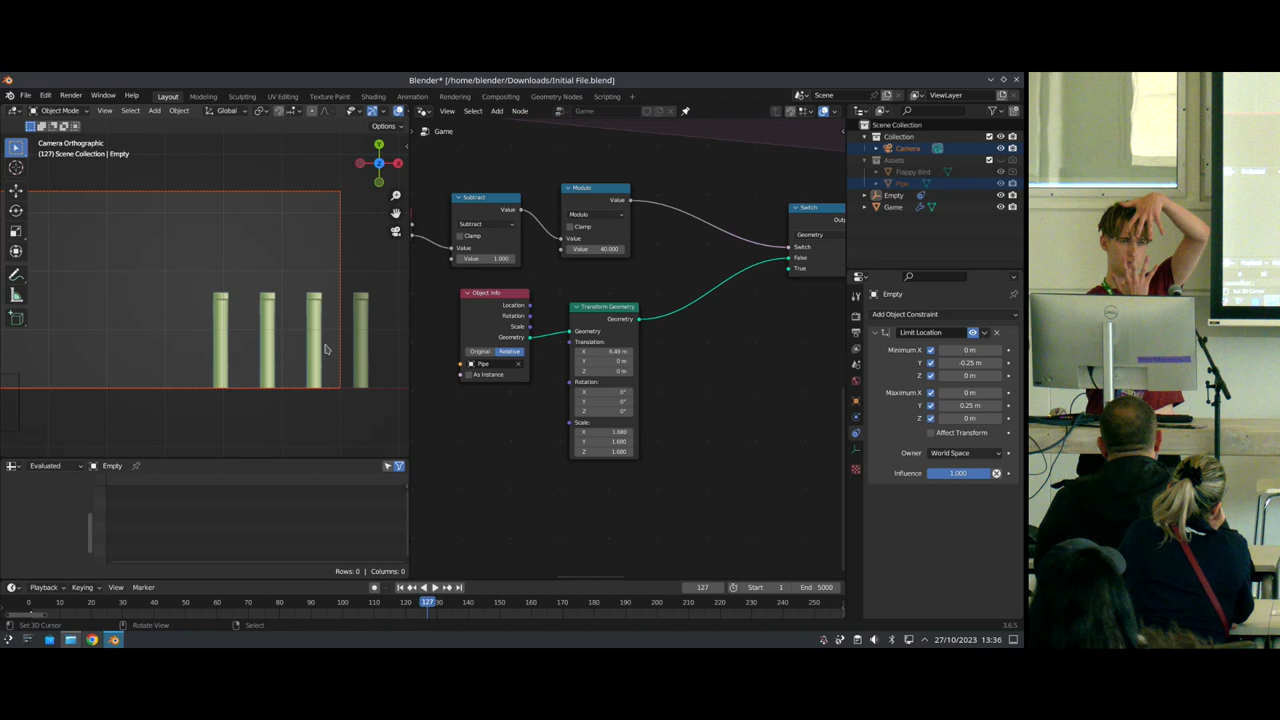 Blender* [/home/blender/Downloads/Initial File.blend]
File Edit Render Window Help Layout Modeling Sculpting UV Editing Texture Paint Shading Animation Rendering Compositing Geometry Nodes Scripting + Scene ViewLayer
Object Mode View Select Add Object Global
View Select Add Node Game
Options
Game
Camera Orthographic
(127) Scene Collection | Empty
Y
X
Z
Subtract
Value
Subtract
Clamp
Value
Value 1.000
Modulo
Value
Modulo
Clamp
Value
Value 40.000
Switch
Geometry
Switch
False
True
Object Info
Location
Rotation
Scale
Geometry
Original Relative
Pipe
As Instance
Transform Geometry
Geometry
Geometry
Translation:
X 6.49 m
Y 0 m
Z 0 m
Rotation:
X 0°
Y 0°
Z 0°
Scale:
X 1.680
Y 1.680
Z 1.680
Scene Collection
Collection
Camera
Assets
Flappy Bird
Pipe
Empty
Game
Empty
Add Object Constraint
Limit Location
Minimum X 0 m
Y -0.25 m
Z 0 m
Maximum X 0 m
Y 0.25 m
Z 0 m
Affect Transform
Owner World Space
Influence 1.000
Evaluated Empty
Rows: 0 | Columns: 0
Playback Keying View Marker 127 Start 1 End 5000
0 10 20 30 40 50 60 70 80 90 100 110 120 127 140 150 160 170 180 190 200 210 220 230 240 250
Set 3D Cursor Rotate View Select 3.6.5
27/10/2023 13:36
DELL